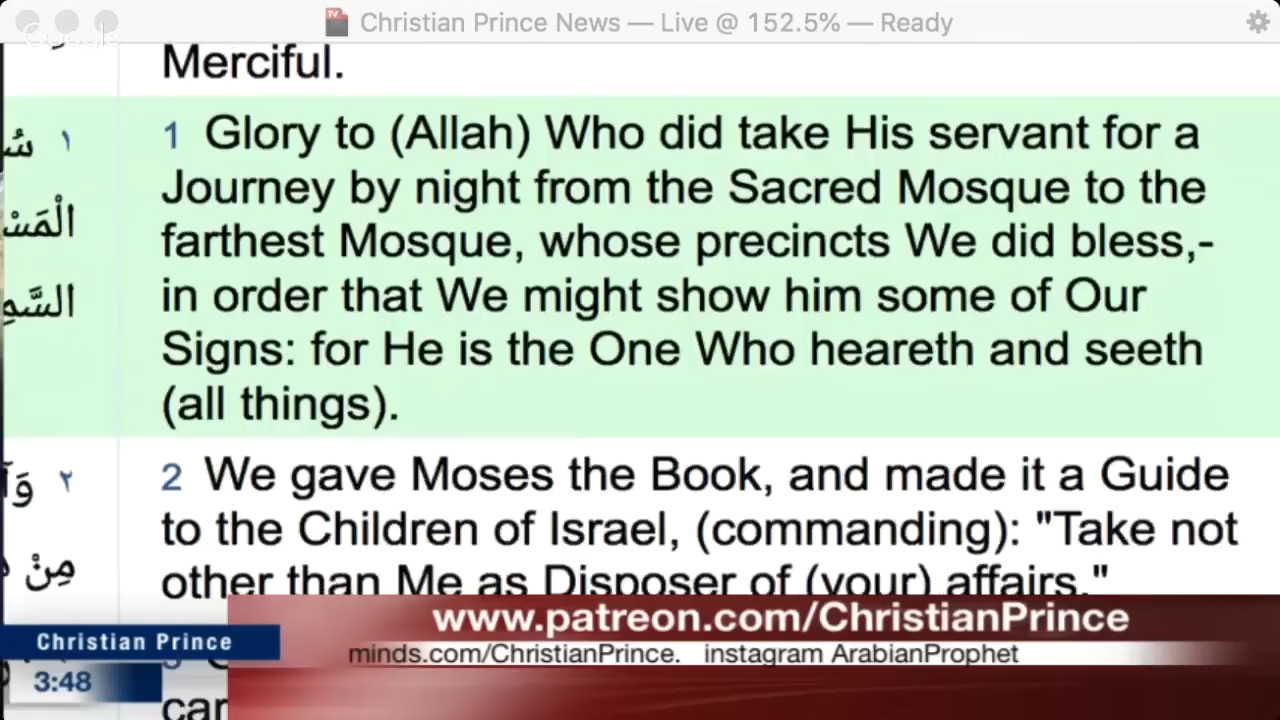 Christian Prince News — Live @ 152.5% — Ready
Google
Merciful.
١
1 Glory to (Allah) Who did take His servant for a
Journey by night from the Sacred Mosque to the
farthest Mosque, whose precincts We did bless,-
in order that We might show him some of Our
Signs: for He is the One Who heareth and seeth
(all things).
٢
2 We gave Moses the Book, and made it a Guide
to the Children of Israel, (commanding): "Take not
مِنْ
other than Me as Disposer of (your) affairs."
www.patreon.com/ChristianPrince
Christian Prince
minds.com/ChristianPrince. instagram ArabianProphet
3:48